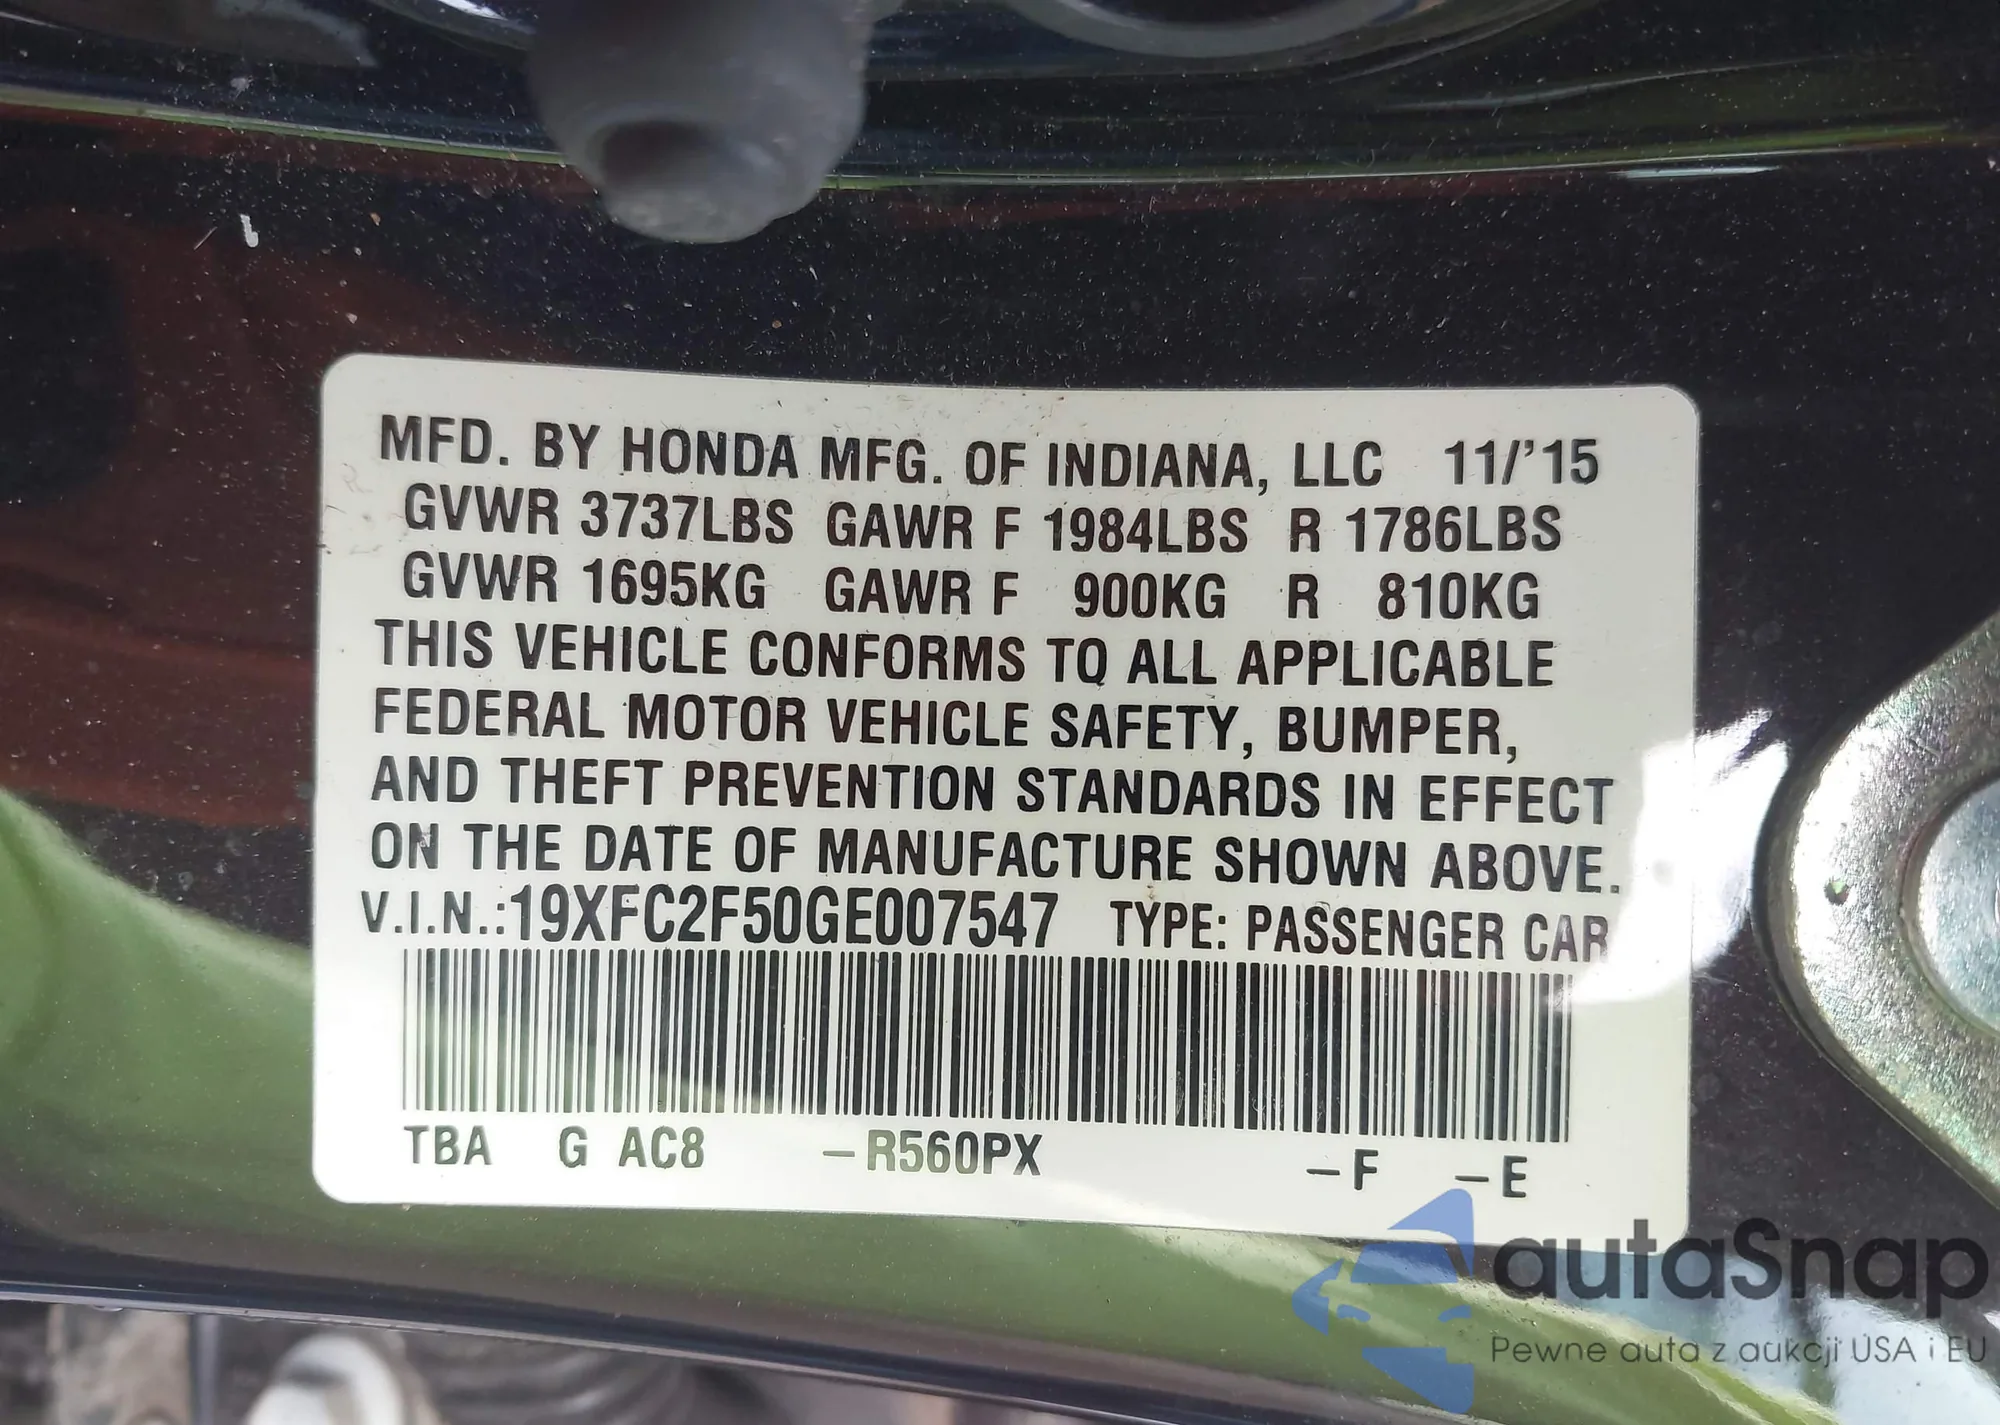 MFD. BY HONDA MFG. OF INDIANA, LLC 11/'15
GVWR 3737LBS GAWR F 1984LBS R 1786LBS
GVWR 1695KG GAWR F 900KG R 810KG
THIS VEHICLE CONFORMS TO ALL APPLICABLE
FEDERAL MOTOR VEHICLE SAFETY, BUMPER,
AND THEFT PREVENTION STANDARDS IN EFFECT
ON THE DATE OF MANUFACTURE SHOWN ABOVE.
V.I.N.:19XFC2F50GE007547 TYPE: PASSENGER CAR
TBA G AC8 –R560PX –F –E
autaSnap
Pewne auta z aukcji USA i EU